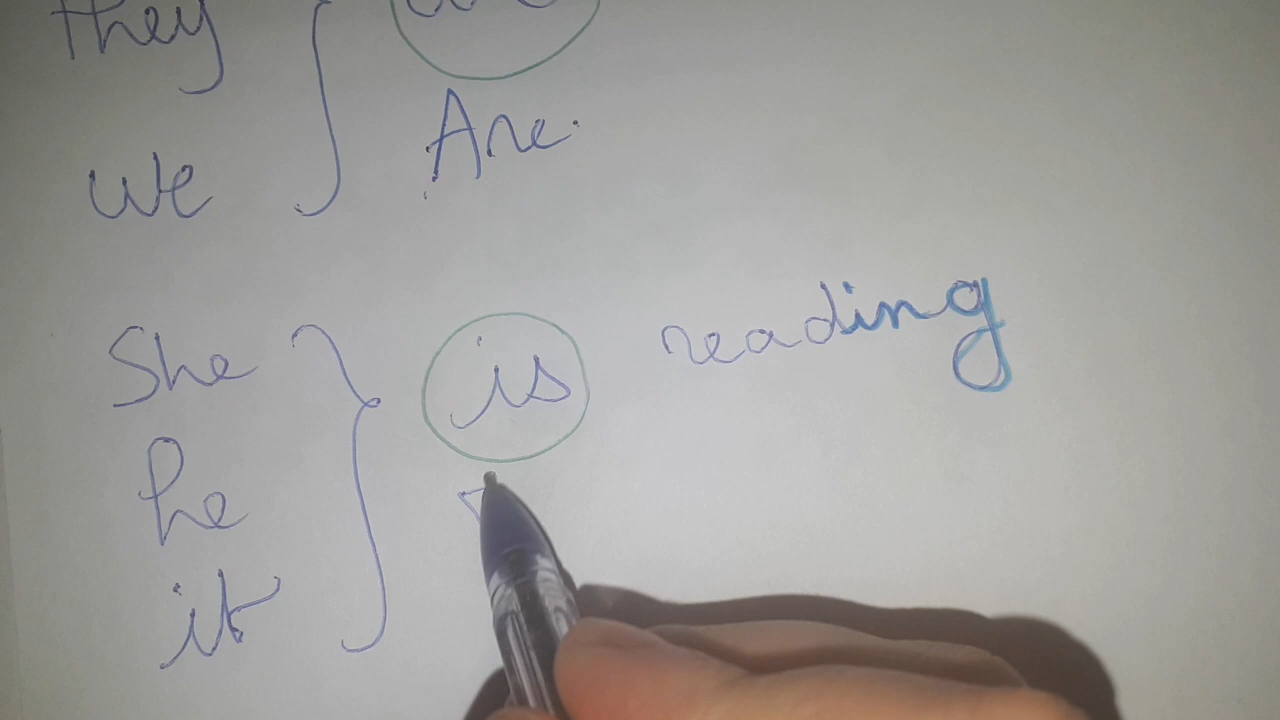 they
we
Are
She
he
it
is reading